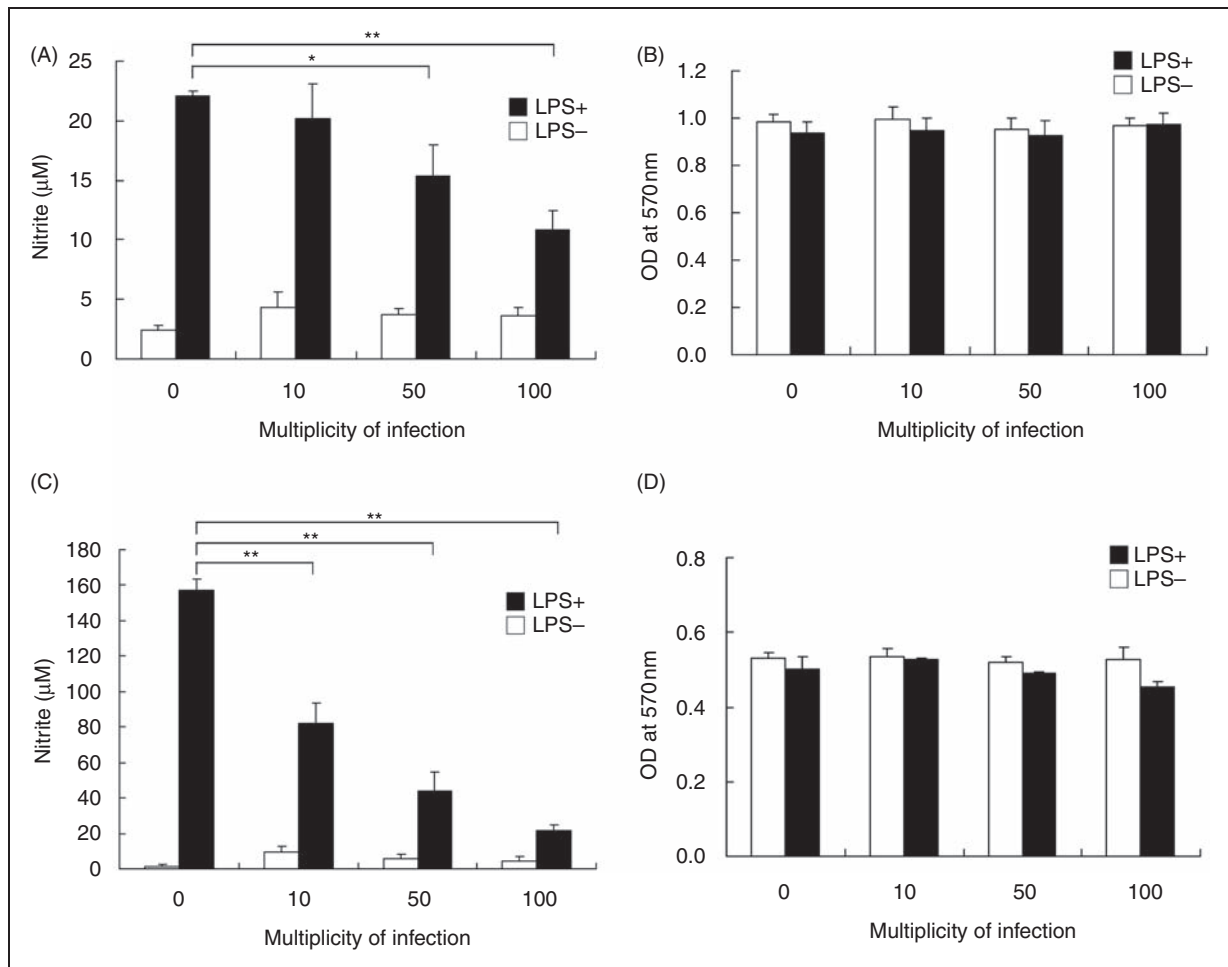 (A)
**
*
25
20
15
10
5
0
Nitrite (μM)
LPS+
LPS–
0 10 50 100
Multiplicity of infection
(B)
1.2
1.0
0.8
0.6
0.4
0.2
0.0
OD at 570nm
LPS+
LPS–
0 10 50 100
Multiplicity of infection
(C)
**
**
**
180
160
140
120
100
80
60
40
20
0
Nitrite (μM)
LPS+
LPS–
0 10 50 100
Multiplicity of infection
(D)
0.8
0.6
0.4
0.2
0.0
OD at 570nm
LPS+
LPS–
0 10 50 100
Multiplicity of infection